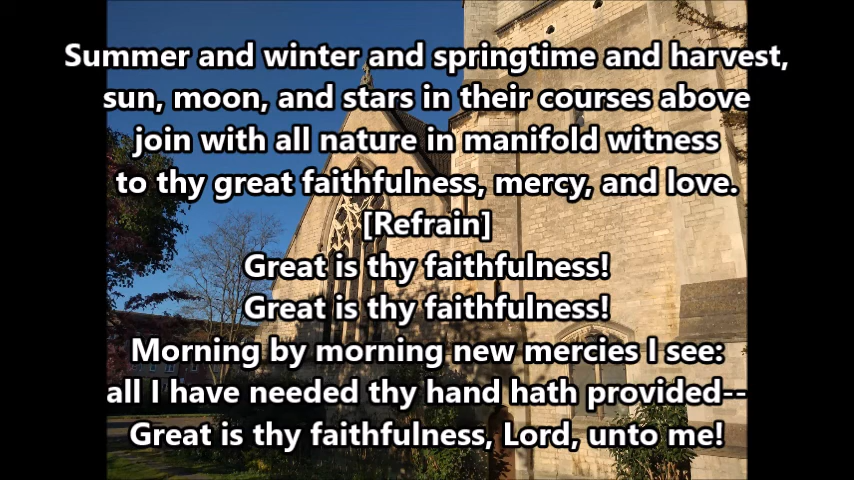 Summer and winter and springtime and harvest,
sun, moon, and stars in their courses above
join with all nature in manifold witness
to thy great faithfulness, mercy, and love.
[Refrain]
Great is thy faithfulness!
Great is thy faithfulness!
Morning by morning new mercies I see:
all I have needed thy hand hath provided--
Great is thy faithfulness, Lord, unto me!